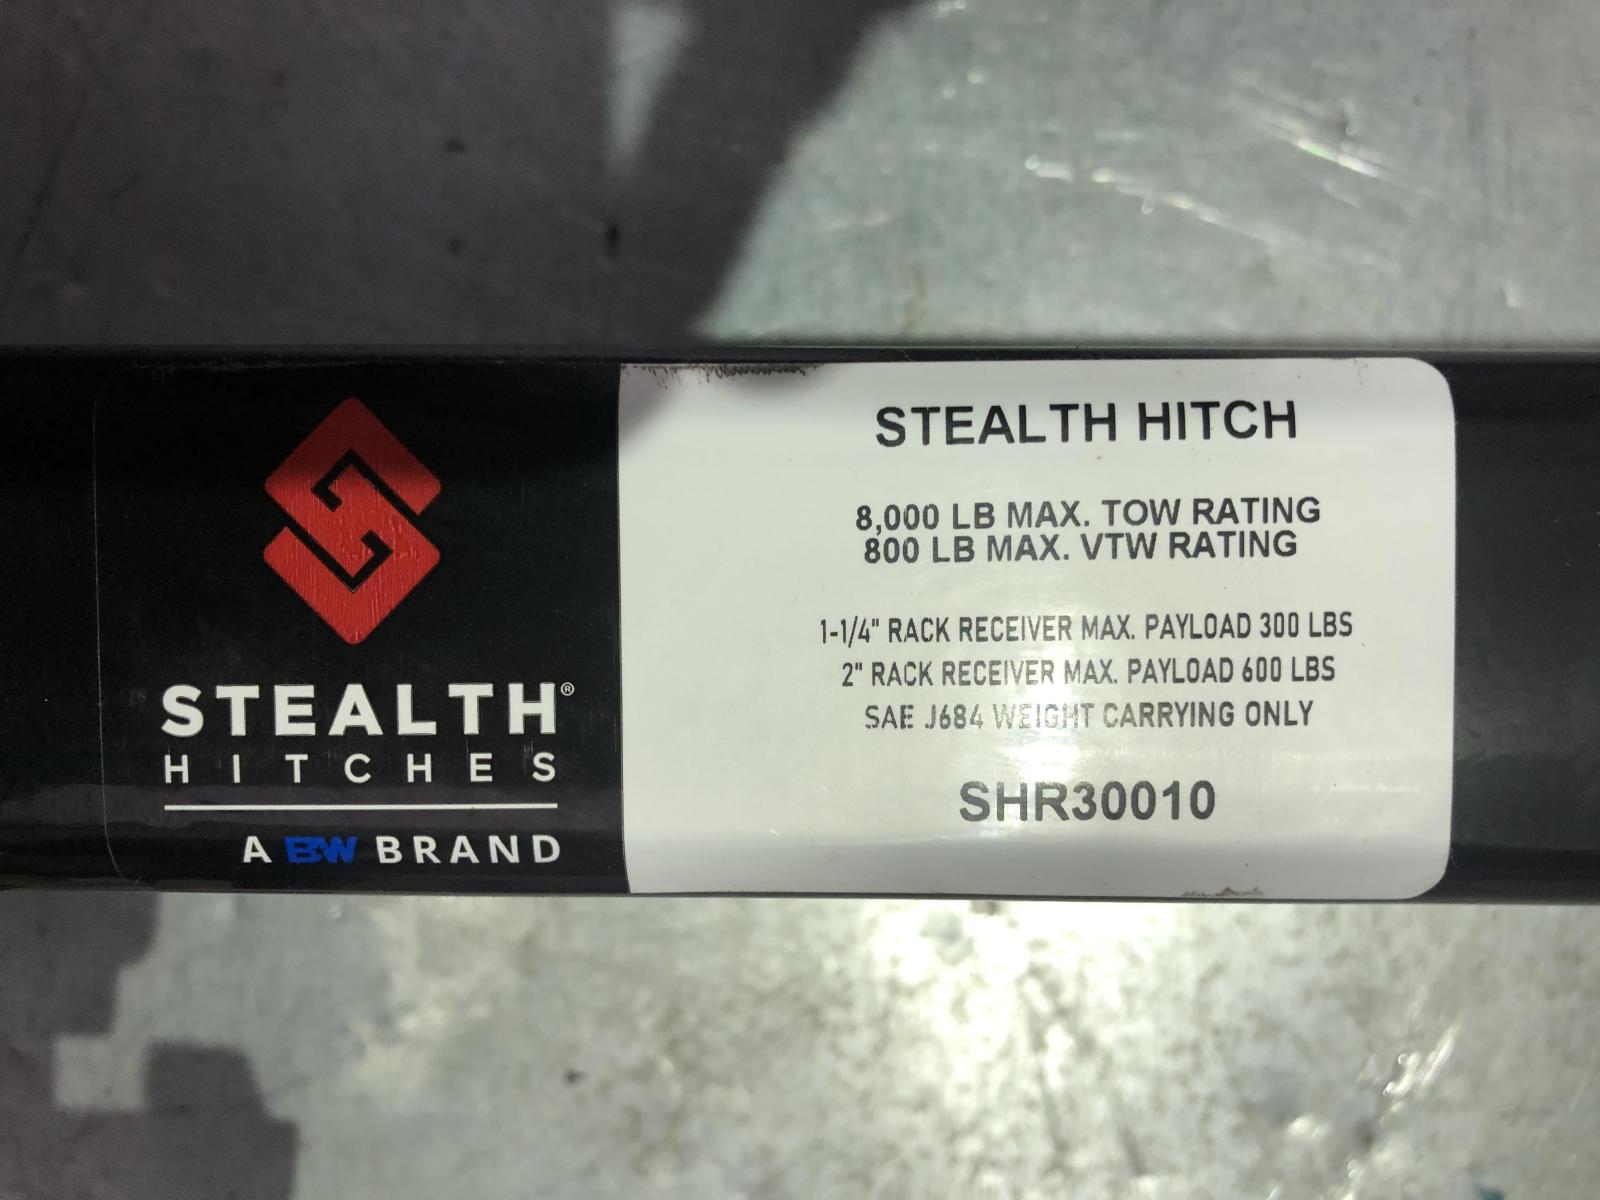 STEALTH®
HITCHES
A BW BRAND
STEALTH HITCH
8,000 LB MAX. TOW RATING
800 LB MAX. VTW RATING
1-1/4" RACK RECEIVER MAX. PAYLOAD 300 LBS
2" RACK RECEIVER MAX. PAYLOAD 600 LBS
SAE J684 WEIGHT CARRYING ONLY
SHR30010